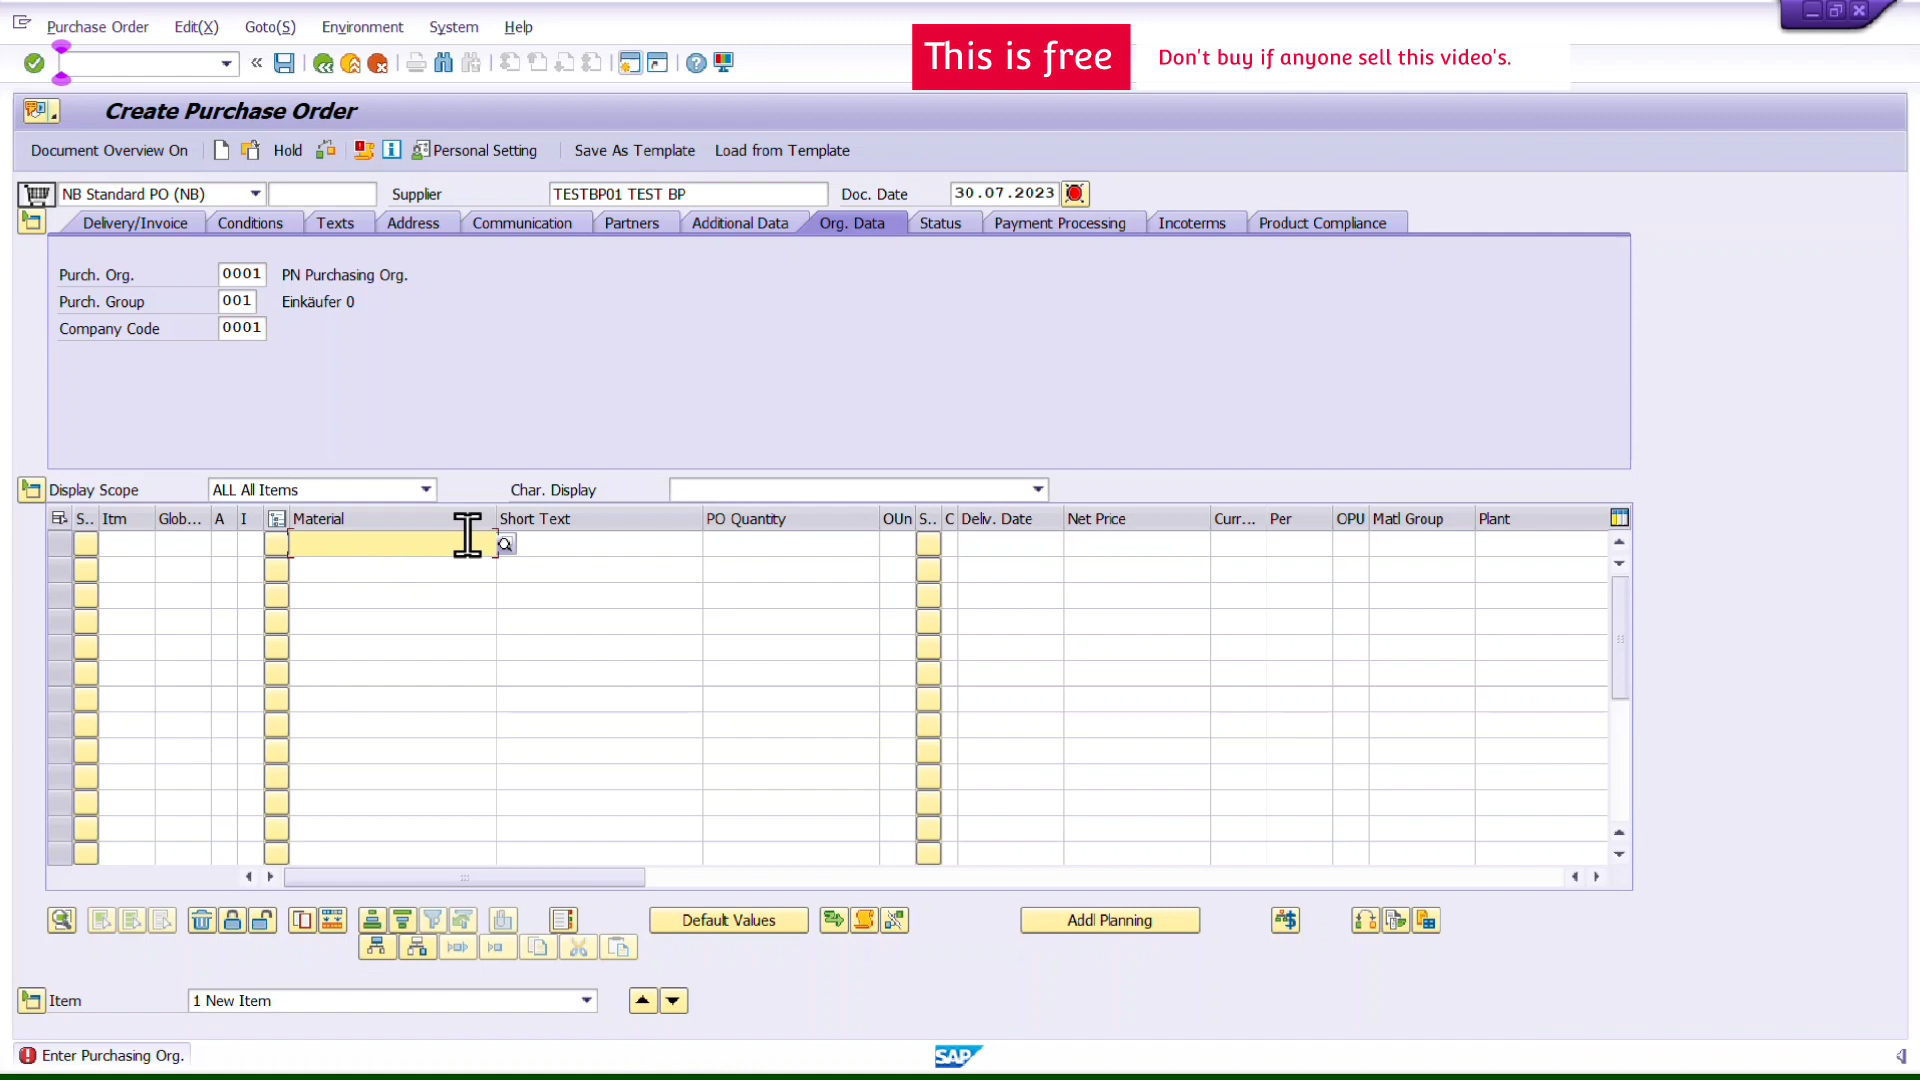 Purchase Order Edit(X) Goto(S) Environment System Help
This is free Don't buy if anyone sell this video's.
Create Purchase Order
Document Overview On Hold Personal Setting Save As Template Load from Template
NB Standard PO (NB) Supplier TESTBP01 TEST BP Doc. Date 30.07.2023
Delivery/Invoice Conditions Texts Address Communication Partners Additional Data Org. Data Status Payment Processing Incoterms Product Compliance
Purch. Org. 0001 PN Purchasing Org.
Purch. Group 001 Einkäufer 0
Company Code 0001
Display Scope ALL All Items Char. Display
S.. Itm Glob... A I Material Short Text PO Quantity OUn S.. C Deliv. Date Net Price Curr... Per OPU Matl Group Plant
Default Values Addl Planning
Item 1 New Item
Enter Purchasing Org. SAP